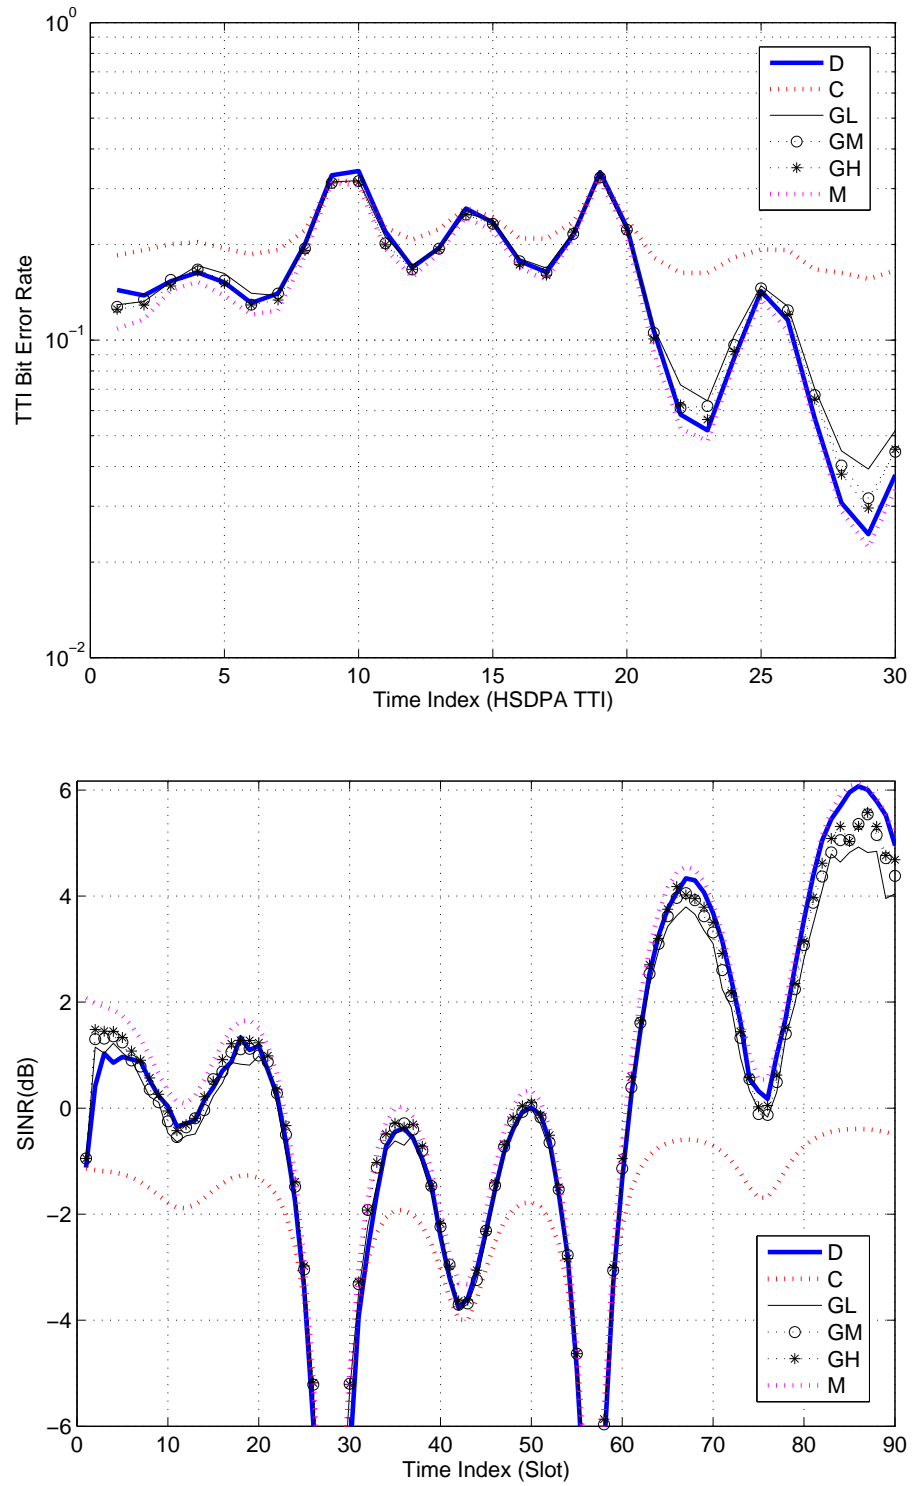 10^0
10^−1
10^−2
TTI Bit Error Rate
D
C
GL
GM
GH
M
0 5 10 15 20 25 30
Time Index (HSDPA TTI)
6
4
2
0
−2
−4
−6
SINR(dB)
D
C
GL
GM
GH
M
0 10 20 30 40 50 60 70 80 90
Time Index (Slot)